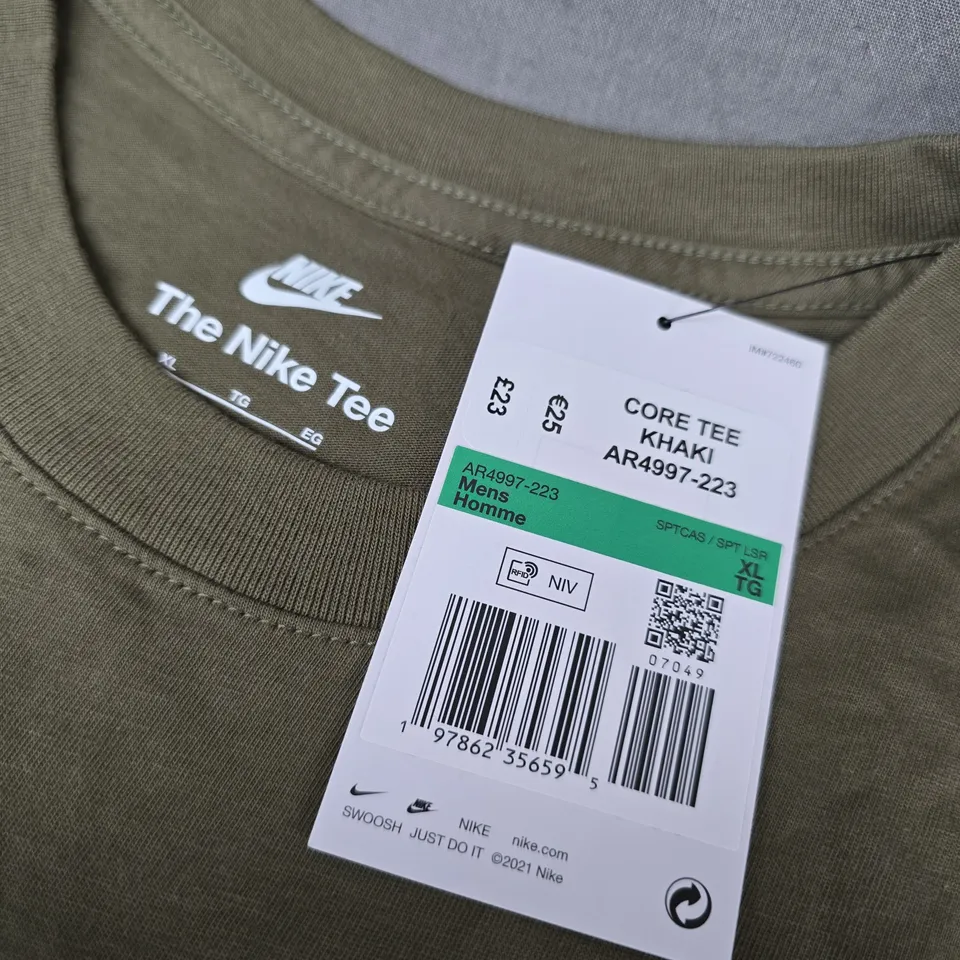 NIKE
The Nike Tee
XL
TG
EG
IM#722460
£23
€25
CORE TEE
KHAKI
AR4997-223
AR4997-223
Mens
Homme
SPTCAS / SPT LSR
XL
TG
RFID
NIV
07049
1 97862 35659 5
NIKE
NIKE
nike.com
SWOOSH JUST DO IT ©2021 Nike